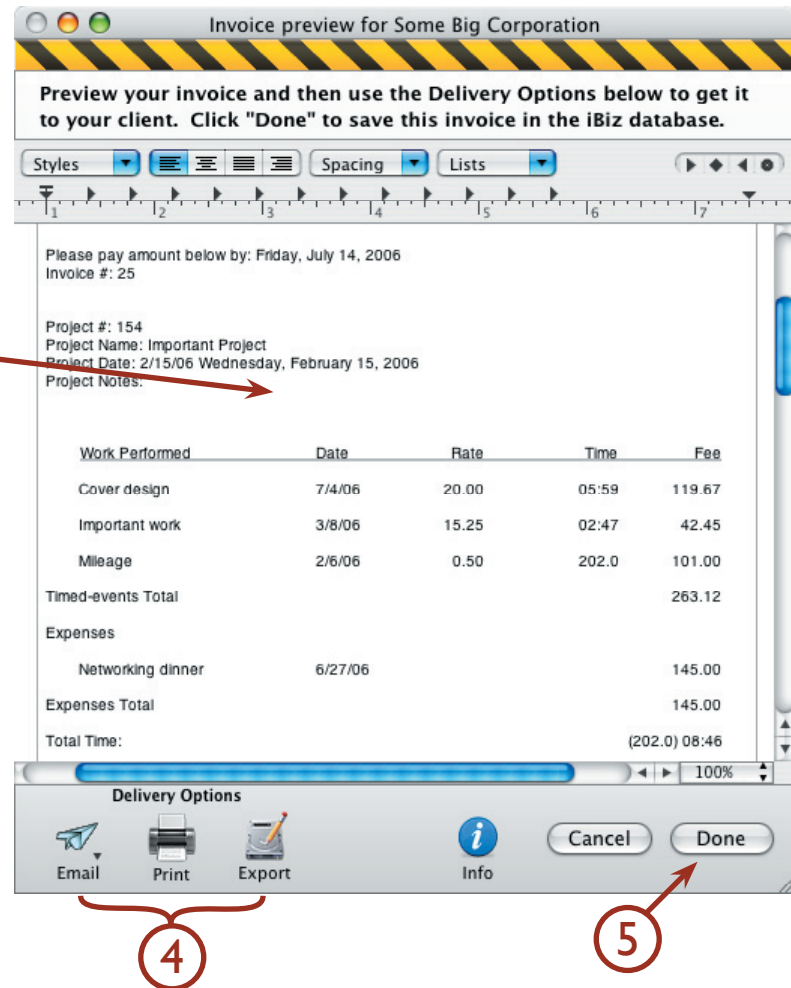 Invoice preview for Some Big Corporation
Preview your invoice and then use the Delivery Options below to get it
to your client. Click "Done" to save this invoice in the iBiz database.
Styles Spacing Lists
1 2 3 4 5 6 7
Please pay amount below by: Friday, July 14, 2006
Invoice #: 25
Project #: 154
Project Name: Important Project
Project Date: 2/15/06 Wednesday, February 15, 2006
Project Notes:
Work Performed Date Rate Time Fee
Cover design 7/4/06 20.00 05:59 119.67
Important work 3/8/06 15.25 02:47 42.45
Mileage 2/6/06 0.50 202.0 101.00
Timed-events Total 263.12
Expenses
Networking dinner 6/27/06 145.00
Expenses Total 145.00
Total Time: (202.0) 08:46
100%
Delivery Options
Email Print Export Info Cancel Done
4 5